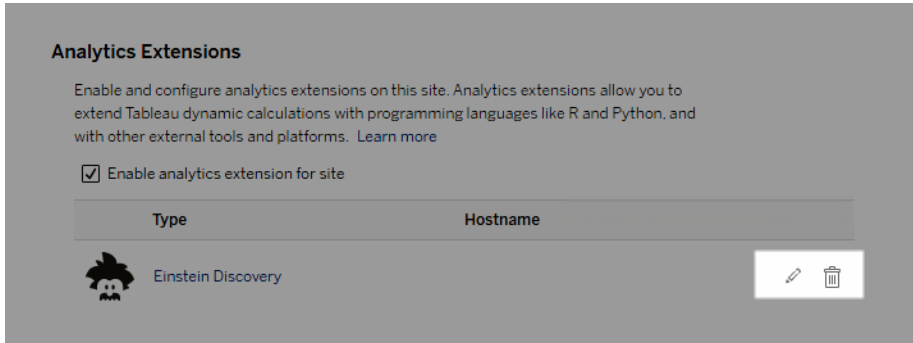 Analytics Extensions
Enable and configure analytics extensions on this site. Analytics extensions allow you to
extend Tableau dynamic calculations with programming languages like R and Python, and
with other external tools and platforms. Learn more
Enable analytics extension for site
Type Hostname
Einstein Discovery